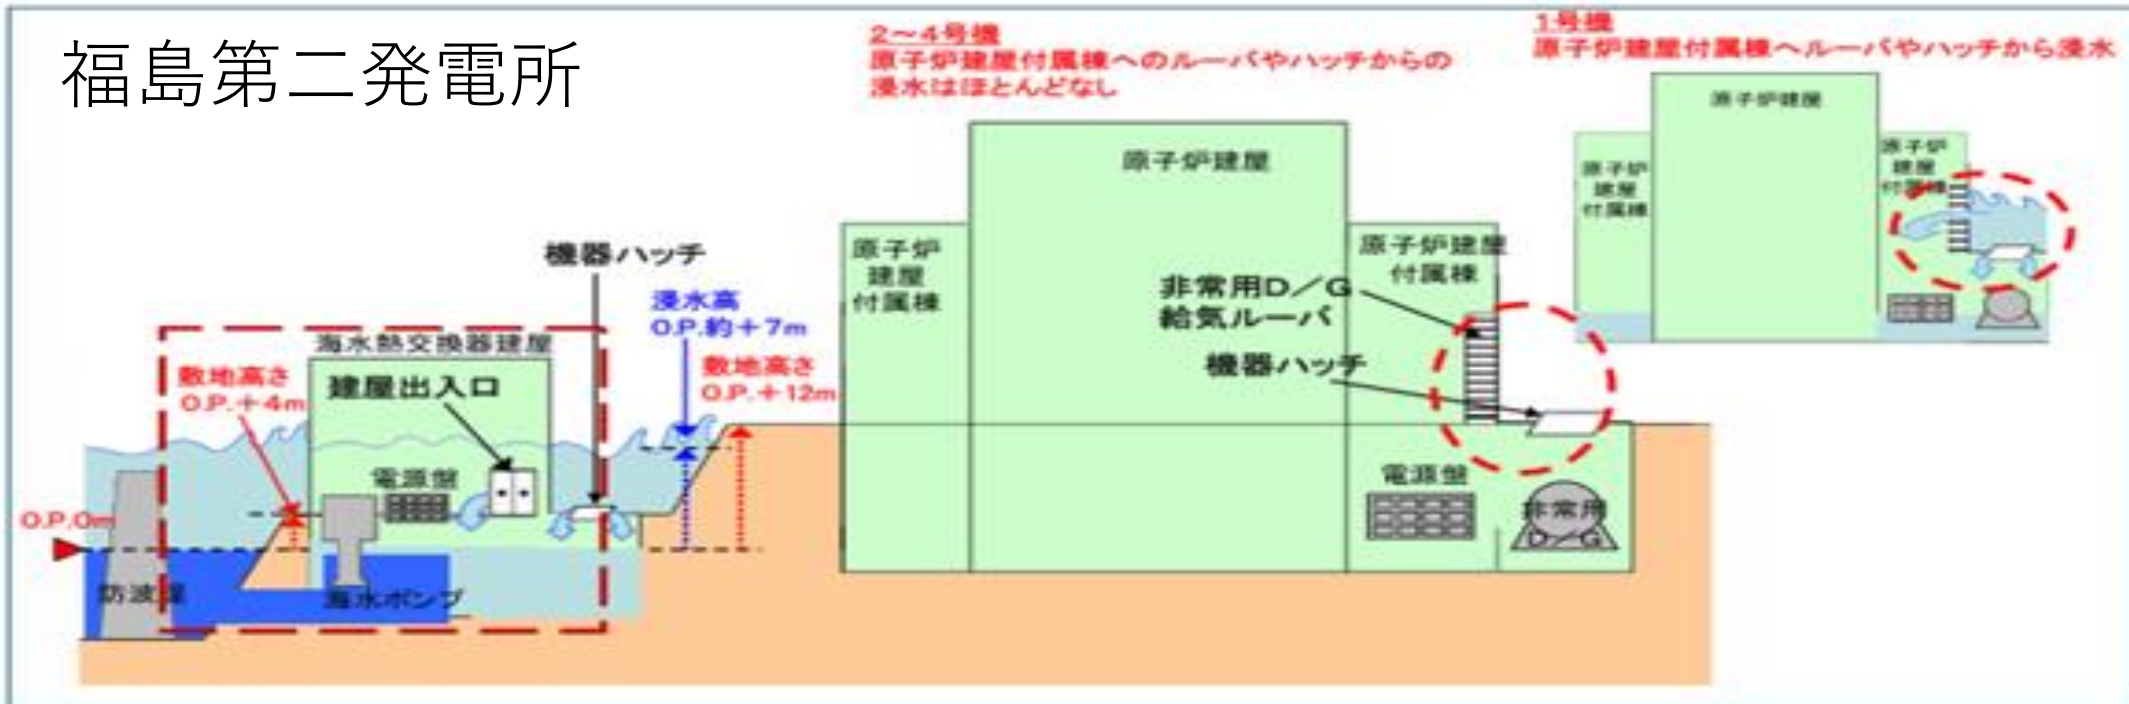 福島第二発電所
2～4号機
原子炉建屋付属棟へのルーバやハッチからの
浸水はほとんどなし
1号機
原子炉建屋付属棟へルーバやハッチから浸水
原子炉建屋
原子炉
建屋
付属棟
原子炉
建屋
付属棟
原子炉建屋
原子炉
建屋
付属棟
原子炉建屋
付属棟
非常用D／G
給気ルーバ
機器ハッチ
電源盤
非常用
D／G
機器ハッチ
浸水高
O.P.約＋7m
敷地高さ
O.P.＋12m
海水熱交換器建屋
敷地高さ
O.P.＋4m
建屋出入口
電源盤
O.P.0m
防波堤
海水ポンプ